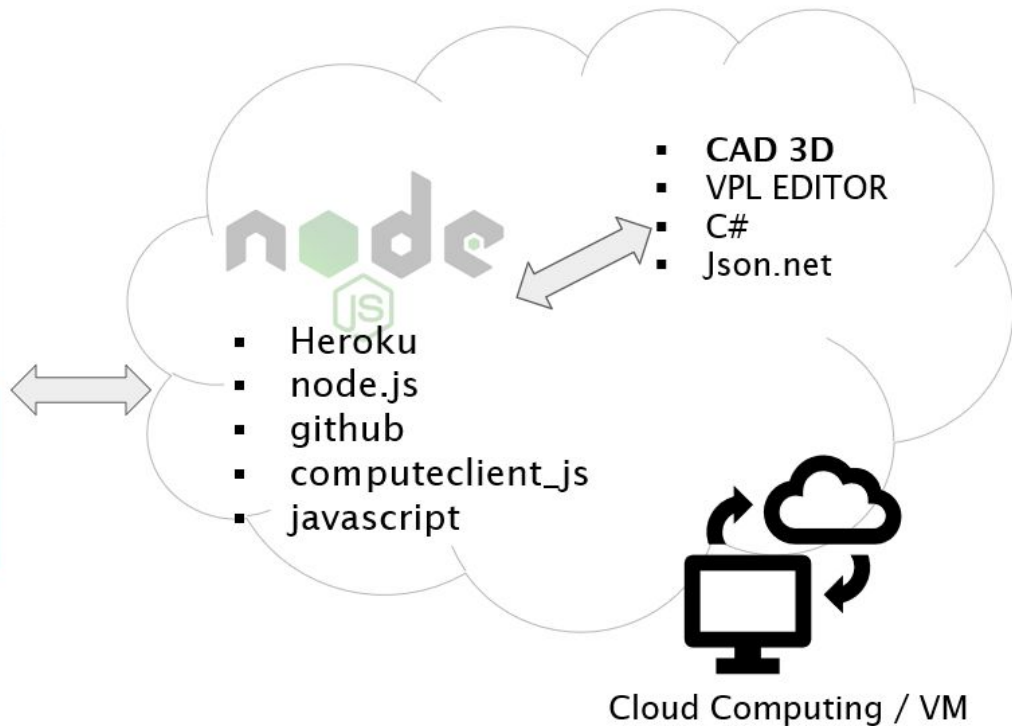 CAD 3D
VPL EDITOR
C#
Json.net
node
JS
Heroku
node.js
github
computeclient_js
javascript
Cloud Computing / VM